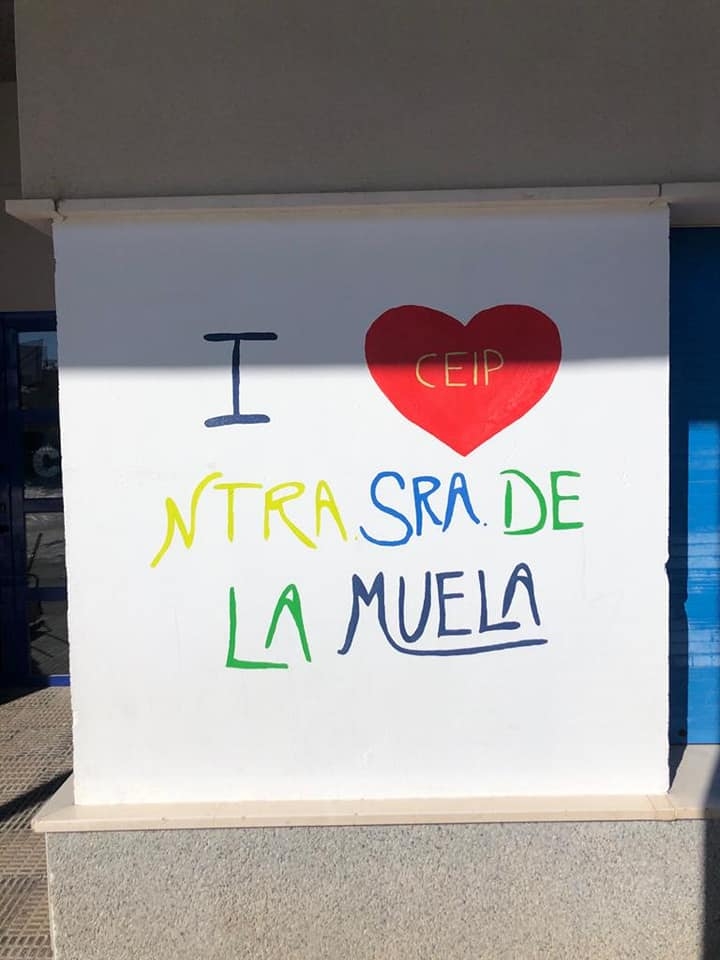 I CEIP
NTRA. SRA. DE
LA MUELA
C